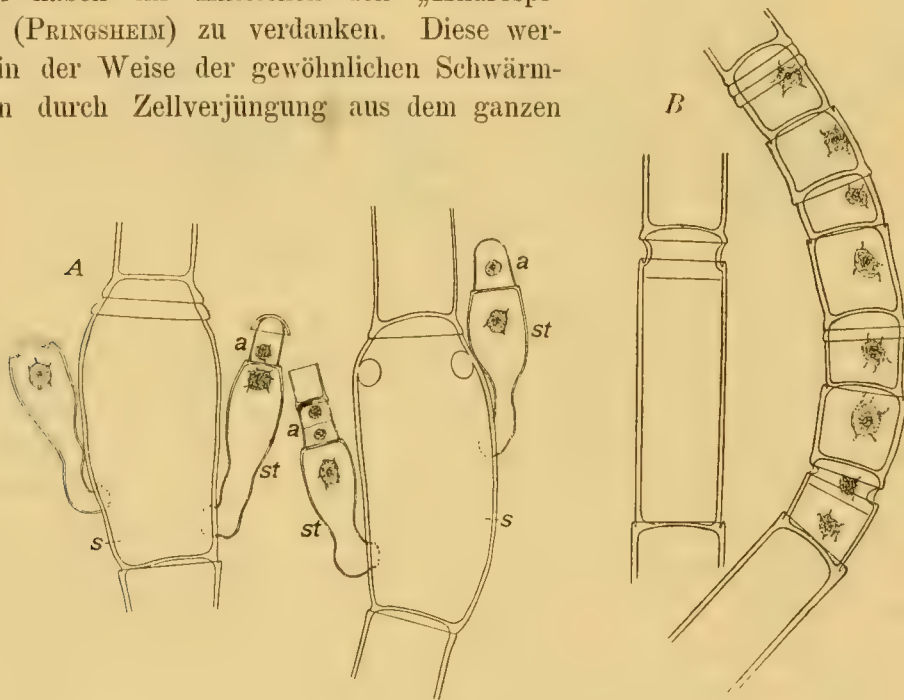 (PRINGSHEIM) zu verdanken. Diese wer-
in der Weise der gewöhnlichen Schwärm-
n durch Zellverjüngung aus dem ganzen
B
A
a
a
st
a
st
st
s
s